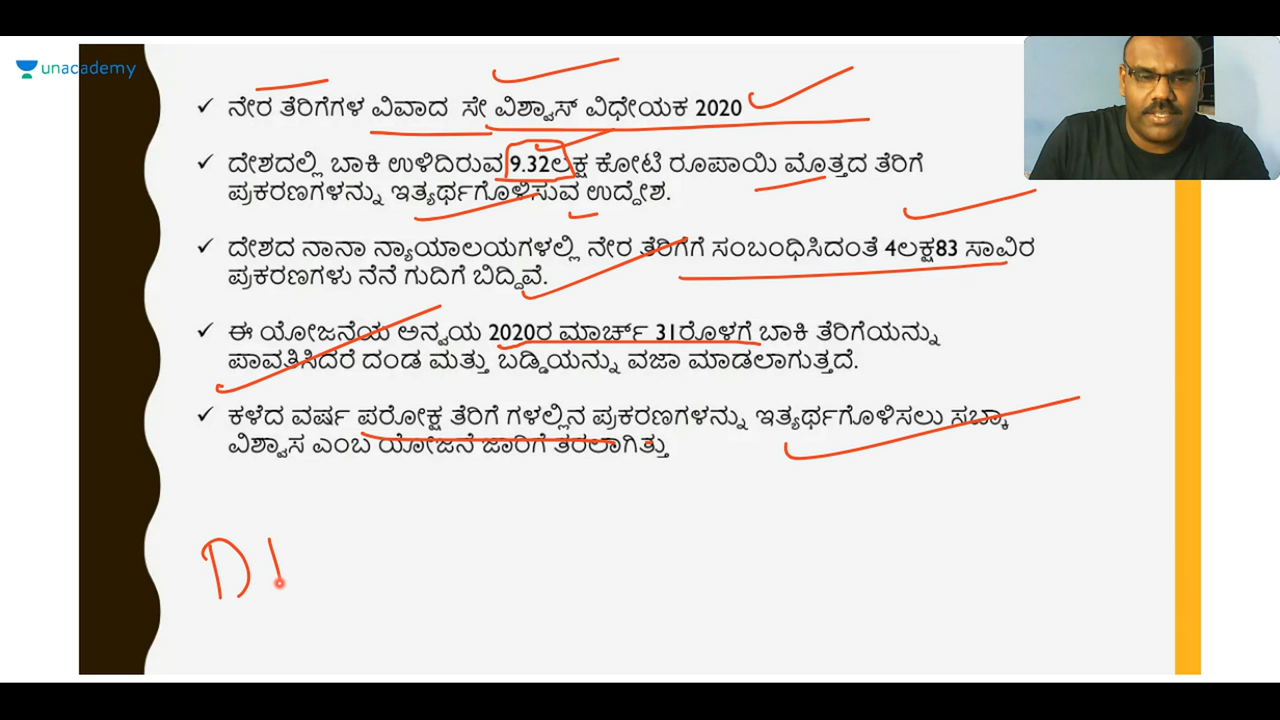 unacademy
ನೇರ ತೆರಿಗೆಗಳ ವಿವಾದ ಸೇ ವಿಶ್ವಾಸ್ ವಿಧೇಯಕ 2020
ದೇಶದಲ್ಲಿ ಬಾಕಿ ಉಳಿದಿರುವ 9.32ಲಕ್ಷ ಕೋಟಿ ರೂಪಾಯಿ ಮೊತ್ತದ ತೆರಿಗೆ
ಪ್ರಕರಣಗಳನ್ನು ಇತ್ಯರ್ಥಗೊಳಿಸುವ ಉದ್ದೇಶ.
ದೇಶದ ನಾನಾ ನ್ಯಾಯಾಲಯಗಳಲ್ಲಿ ನೇರ ತೆರಿಗೆಗೆ ಸಂಬಂಧಿಸಿದಂತೆ 4ಲಕ್ಷ83 ಸಾವಿರ
ಪ್ರಕರಣಗಳು ನೆನೆ ಗುದಿಗೆ ಬಿದ್ದಿವೆ.
ಈ ಯೋಜನೆಯ ಅನ್ವಯ 2020ರ ಮಾರ್ಚ್ 31ರೊಳಗೆ ಬಾಕಿ ತೆರಿಗೆಯನ್ನು
ಪಾವತಿಸಿದರೆ ದಂಡ ಮತ್ತು ಬಡ್ಡಿಯನ್ನು ವಜಾ ಮಾಡಲಾಗುತ್ತದೆ.
ಕಳೆದ ವರ್ಷ ಪರೋಕ್ಷ ತೆರಿಗೆ ಗಳಲ್ಲಿನ ಪ್ರಕರಣಗಳನ್ನು ಇತ್ಯರ್ಥಗೊಳಿಸಲು ಸಬ್ಕಾ
ವಿಶ್ವಾಸ ಎಂಬ ಯೋಜನೆ ಜಾರಿಗೆ ತರಲಾಗಿತ್ತು